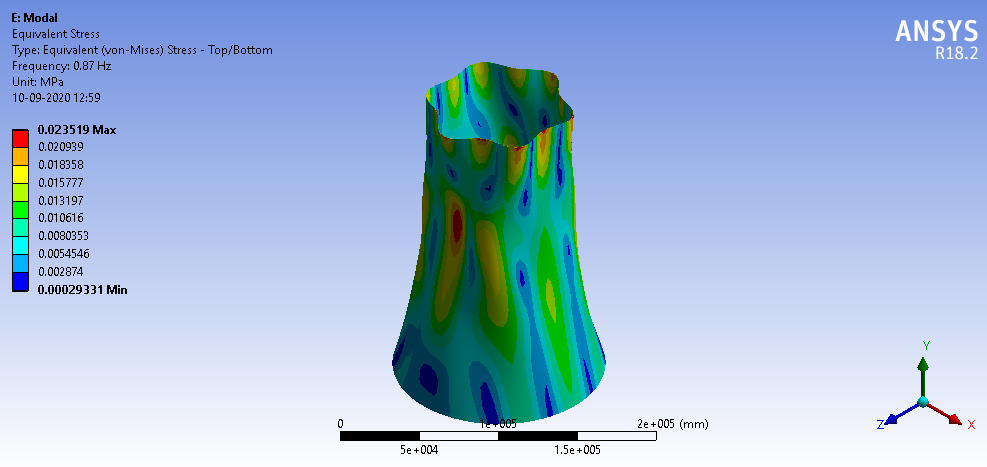 E: Modal
Equivalent Stress
Type: Equivalent (von-Mises) Stress - Top/Bottom
Frequency: 0.87 Hz
Unit: MPa
10-09-2020 12:59
ANSYS
R18.2
0.023519 Max
0.020939
0.018358
0.015777
0.013197
0.010616
0.0080353
0.0054546
0.002874
0.00029331 Min
Y
Z
X
0
1e+005
2e+005 (mm)
5e+004
1.5e+005